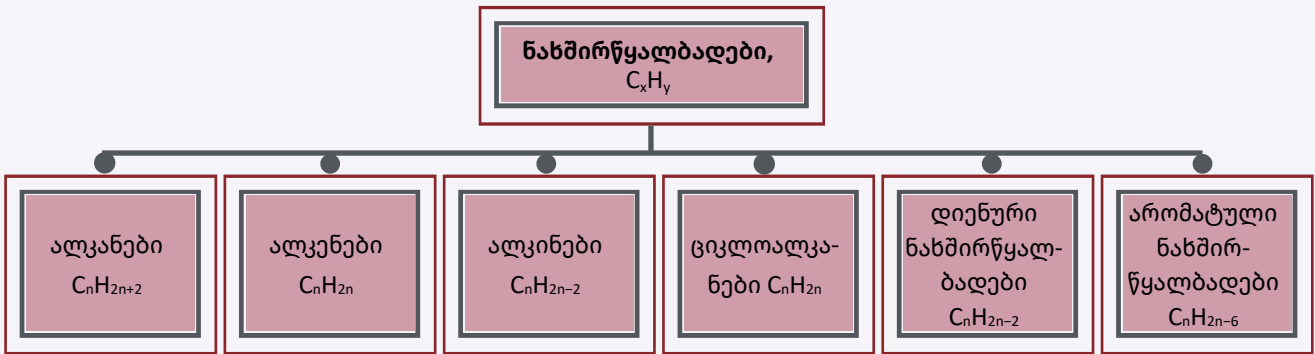 ნახშირწყალბადები,
CₓHᵧ
ალკანები
CₙH₂ₙ₊₂
ალკენები
CₙH₂ₙ
ალკინები
CₙH₂ₙ₋₂
ციკლოალკა-
ნები CₙH₂ₙ
დიენური
ნახშირწყალ-
ბადები
CₙH₂ₙ₋₂
არომატული
ნახშირ-
წყალბადები
CₙH₂ₙ₋₆